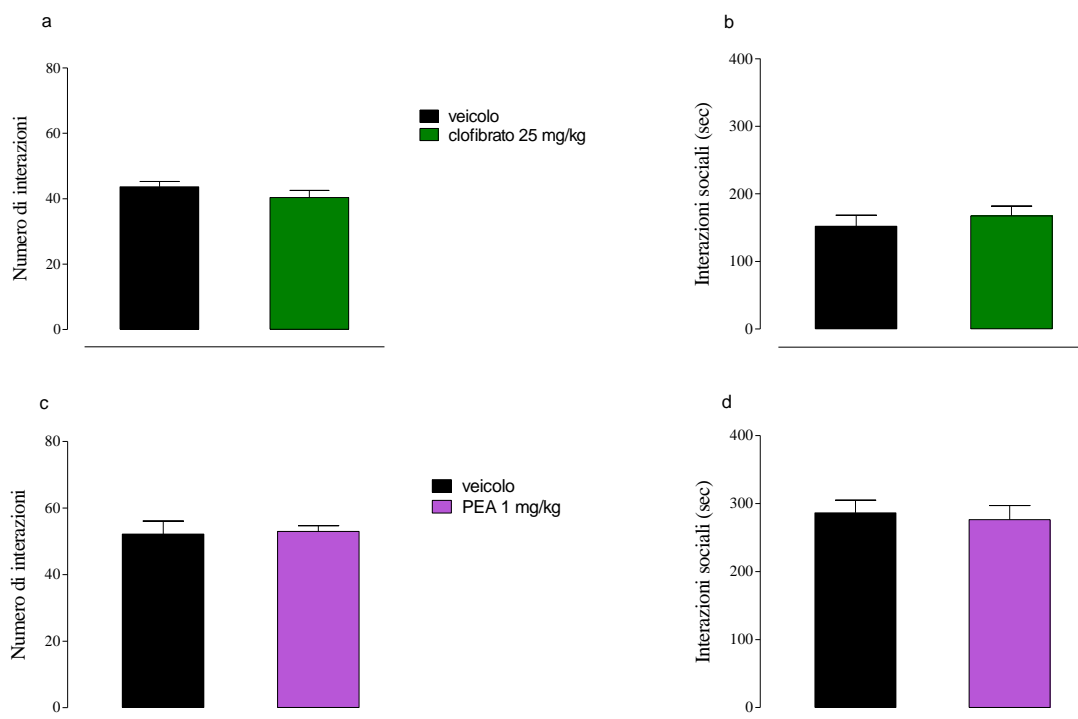 a
Numero di interazioni
80
60
40
20
0
veicolo
clofibrato 25 mg/kg
b
Interazioni sociali (sec)
400
300
200
100
0
c
Numero di interazioni
80
60
40
20
0
veicolo
PEA 1 mg/kg
d
Interazioni sociali (sec)
400
300
200
100
0